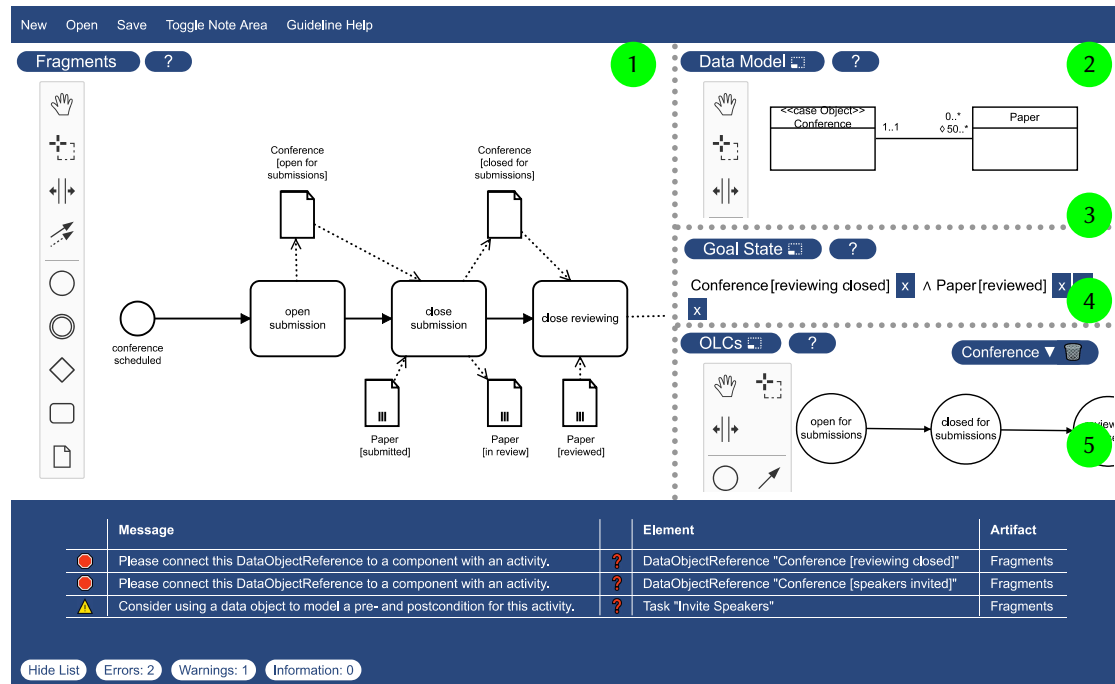 New Open Save Toggle Note Area Guideline Help
Fragments ?
1
Conference
[open for
submissions]
Conference
[closed for
submissions]
conference
scheduled
open
submission
close
submission
close reviewing
Paper
[submitted]
Paper
[in review]
Paper
[reviewed]
Data Model ?
2
<<case Object>>
Conference
1..1
0..*
◊50..*
Paper
3
Goal State ?
Conference [reviewing closed] x ∧ Paper [reviewed] x
x
4
OLCs ?
Conference ▼
open for
submissions
closed for
submissions
5
Message Element Artifact
Please connect this DataObjectReference to a component with an activity. ? DataObjectReference "Conference [reviewing closed]" Fragments
Please connect this DataObjectReference to a component with an activity. ? DataObjectReference "Conference [speakers invited]" Fragments
Consider using a data object to model a pre- and postcondition for this activity. ? Task "Invite Speakers" Fragments
Hide List Errors: 2 Warnings: 1 Information: 0